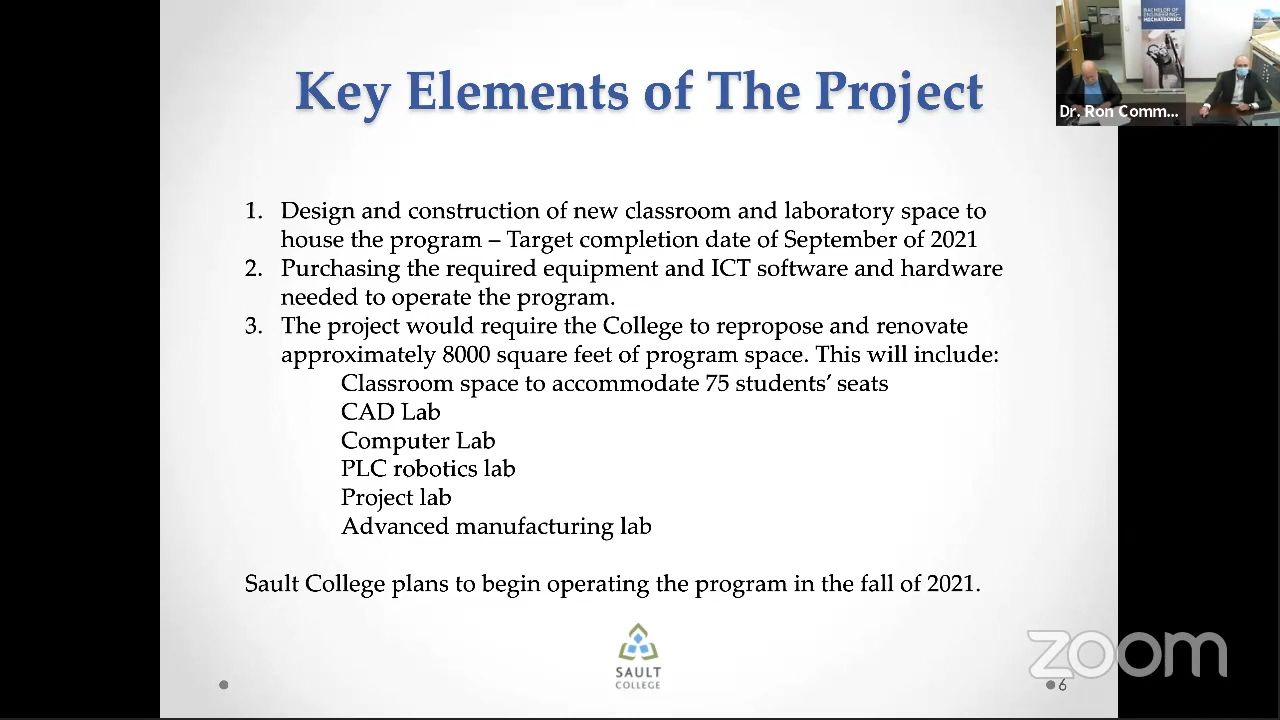 Key Elements of The Project
BACHELOR OF
ENGINEERING-
MECHATRONICS
Dr. Ron Comm...
1. Design and construction of new classroom and laboratory space to
house the program – Target completion date of September of 2021
2. Purchasing the required equipment and ICT software and hardware
needed to operate the program.
3. The project would require the College to repropose and renovate
approximately 8000 square feet of program space. This will include:
Classroom space to accommodate 75 students' seats
CAD Lab
Computer Lab
PLC robotics lab
Project lab
Advanced manufacturing lab
Sault College plans to begin operating the program in the fall of 2021.
SAULT
COLLEGE
zoom
6